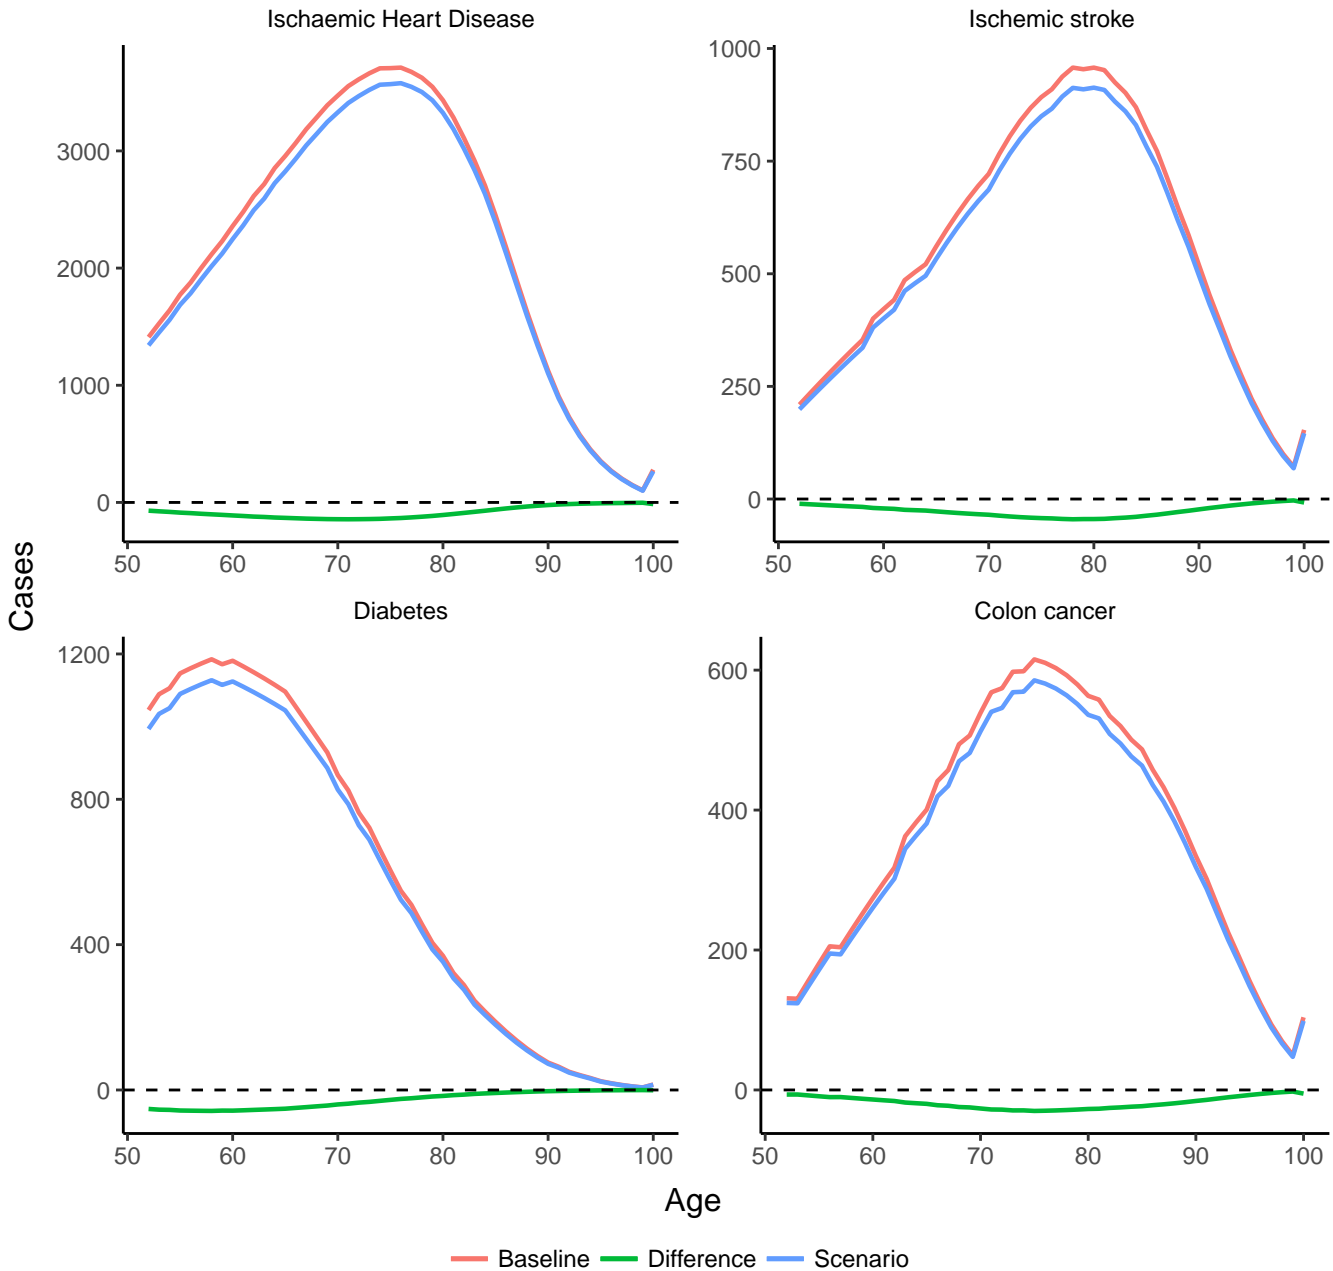 Ischaemic Heart Disease
Ischemic stroke
3000
2000
1000
0
50 60 70 80 90 100
1000
750
500
250
0
50 60 70 80 90 100
Cases
Diabetes
Colon cancer
1200
800
400
0
50 60 70 80 90 100
600
400
200
0
50 60 70 80 90 100
Age
Baseline Difference Scenario